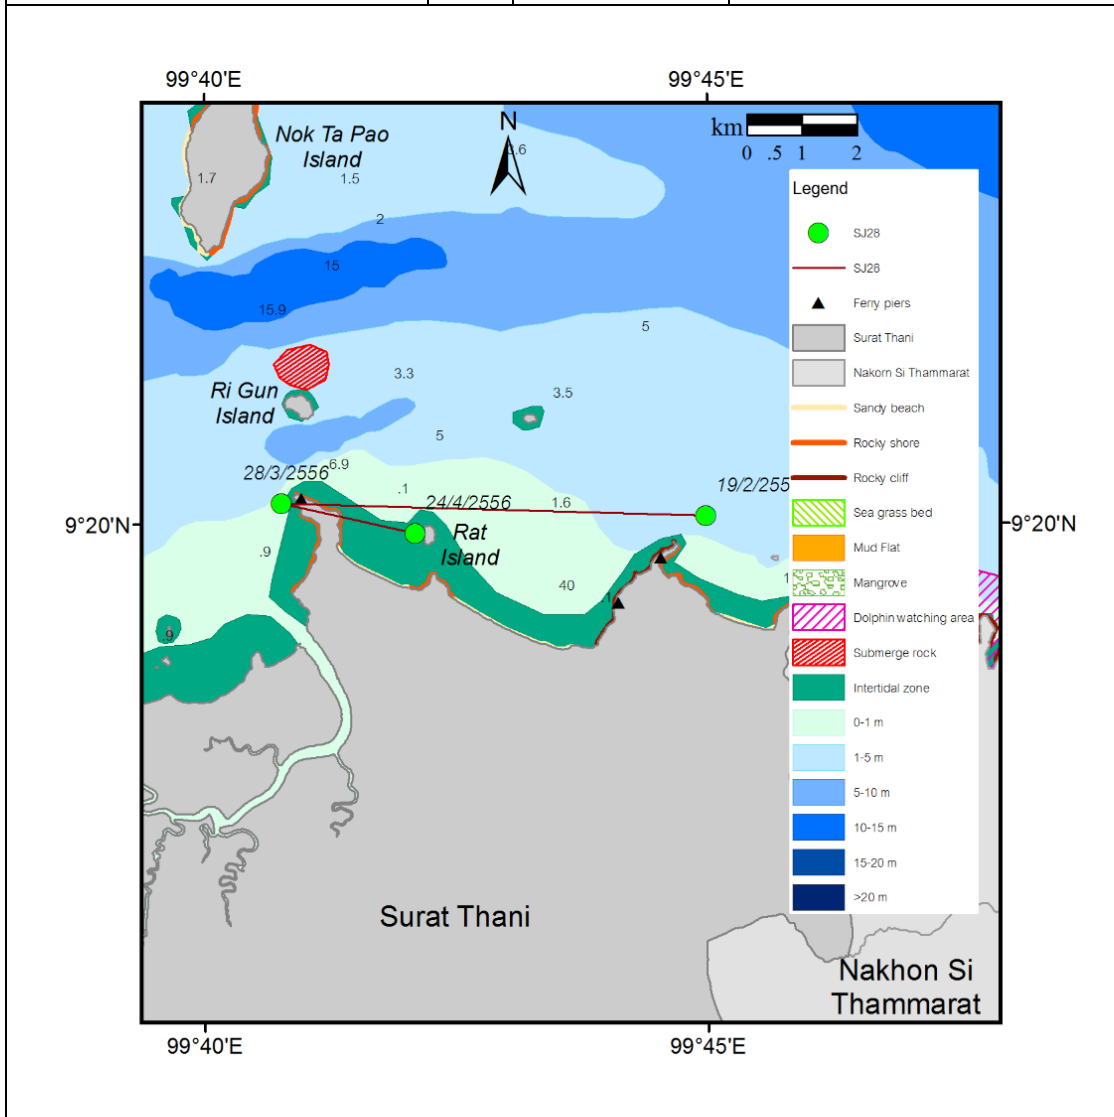 99°40'E
99°45'E
Nok Ta Pao
Island
N
km
0 .5 1 2
1.7
1.5
2
15
15.9
5
3.3
3.5
5
Ri Gun
Island
6.9
28/3/2556
.1
24/4/2556
1.6
19/2/255
9°20'N
9°20'N
Rat
Island
.9
40
.9
Legend
SJ28
SJ28
Ferry piers
Surat Thani
Nakorn Si Thammarat
Sandy beach
Rocky shore
Rocky cliff
Sea grass bed
Mud Flat
Mangrove
Dolphin watching area
Submerge rock
Intertidal zone
0-1 m
1-5 m
5-10 m
10-15 m
15-20 m
>20 m
Surat Thani
Nakhon Si
Thammarat
99°40'E
99°45'E